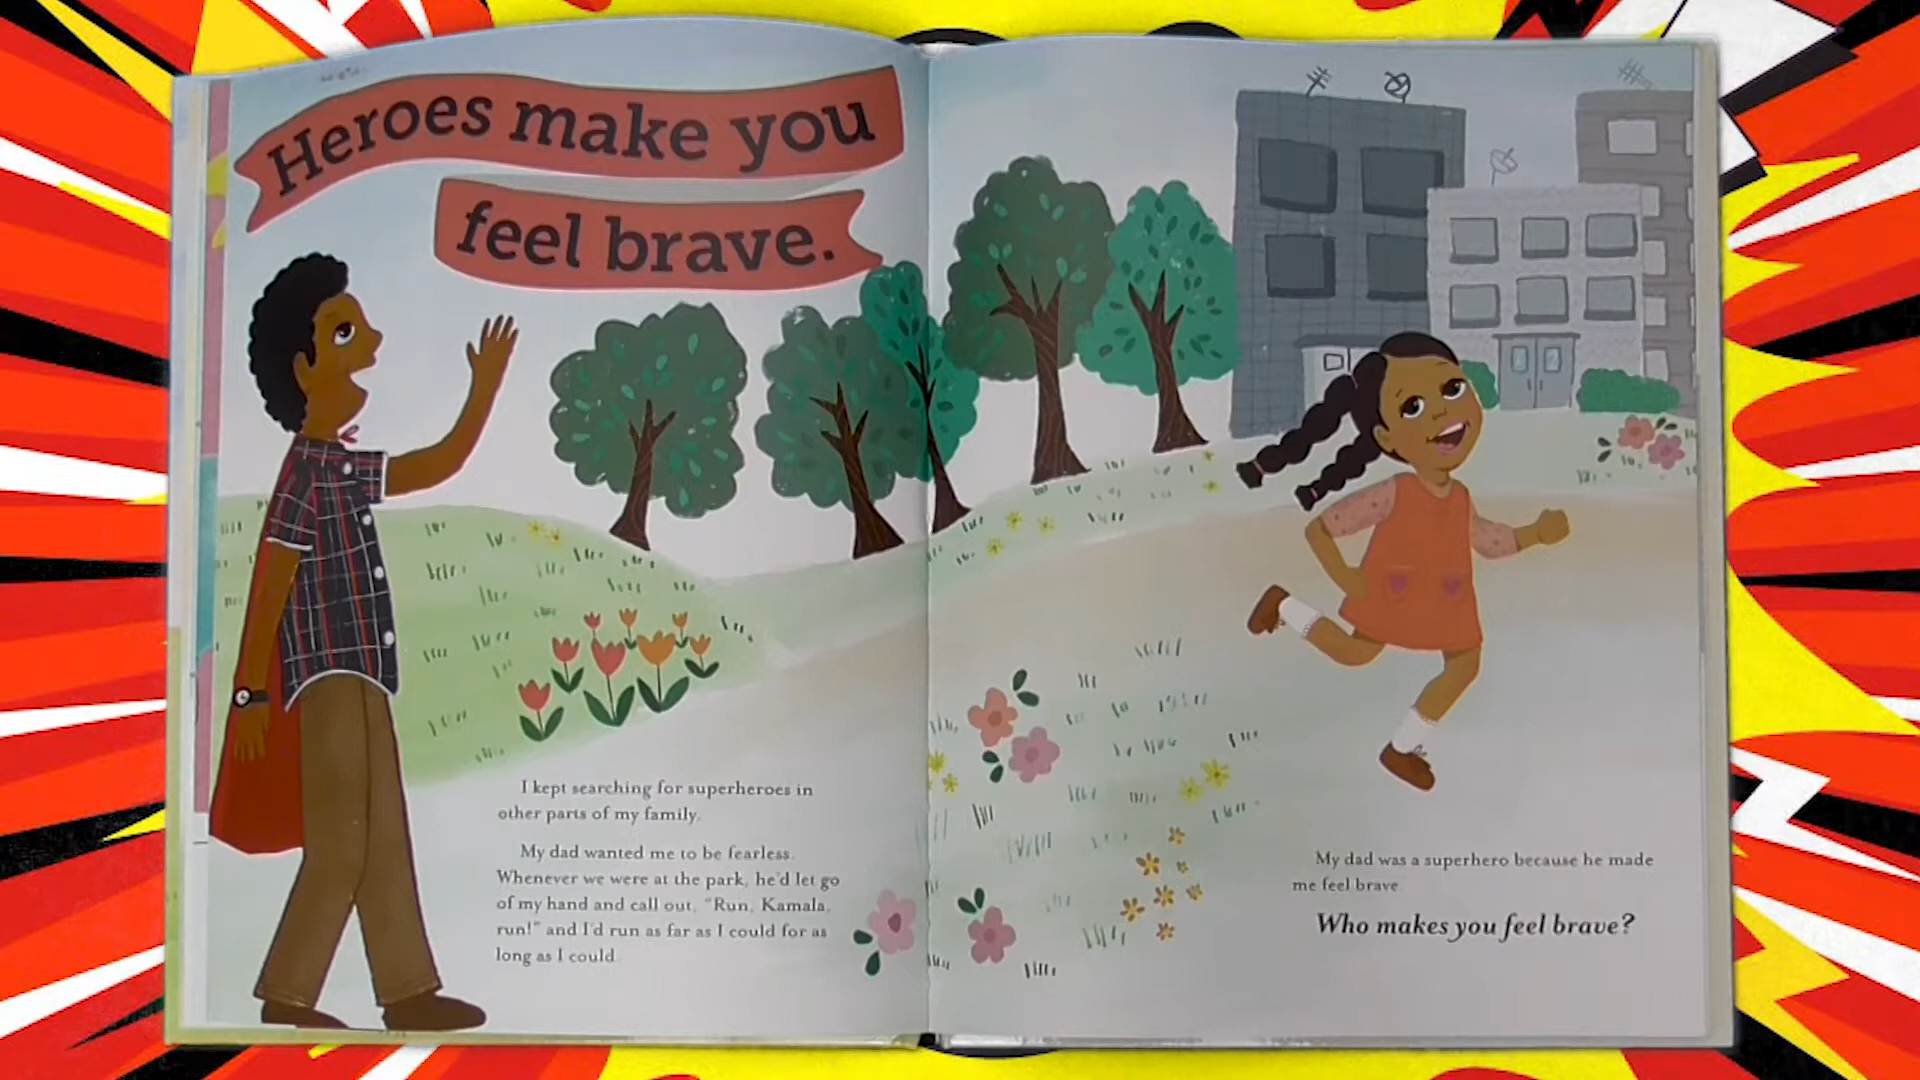 Heroes make you
feel brave.
I kept searching for superheroes in
other parts of my family.
My dad wanted me to be fearless.
Whenever we were at the park, he'd let go
of my hand and call out, "Run, Kamala,
run!" and I'd run as far as I could for as
long as I could.
My dad was a superhero because he made
me feel brave.
Who makes you feel brave?